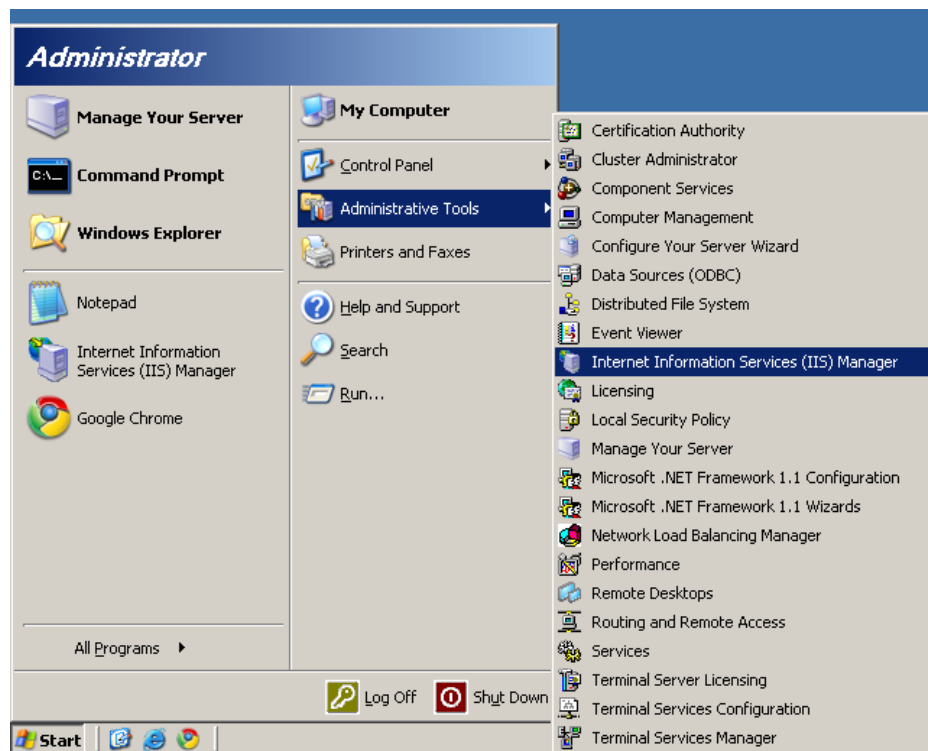 Administrator
Manage Your Server
C:\_
Command Prompt
Windows Explorer
Notepad
Internet Information
Services (IIS) Manager
Google Chrome
All Programs
My Computer
Control Panel
Administrative Tools
Printers and Faxes
Help and Support
Search
Run...
Certification Authority
Cluster Administrator
Component Services
Computer Management
Configure Your Server Wizard
Data Sources (ODBC)
Distributed File System
Event Viewer
Internet Information Services (IIS) Manager
Licensing
Local Security Policy
Manage Your Server
Microsoft .NET Framework 1.1 Configuration
Microsoft .NET Framework 1.1 Wizards
Network Load Balancing Manager
Performance
Remote Desktops
Routing and Remote Access
Services
Terminal Server Licensing
Terminal Services Configuration
Terminal Services Manager
Log Off
Shut Down
Start